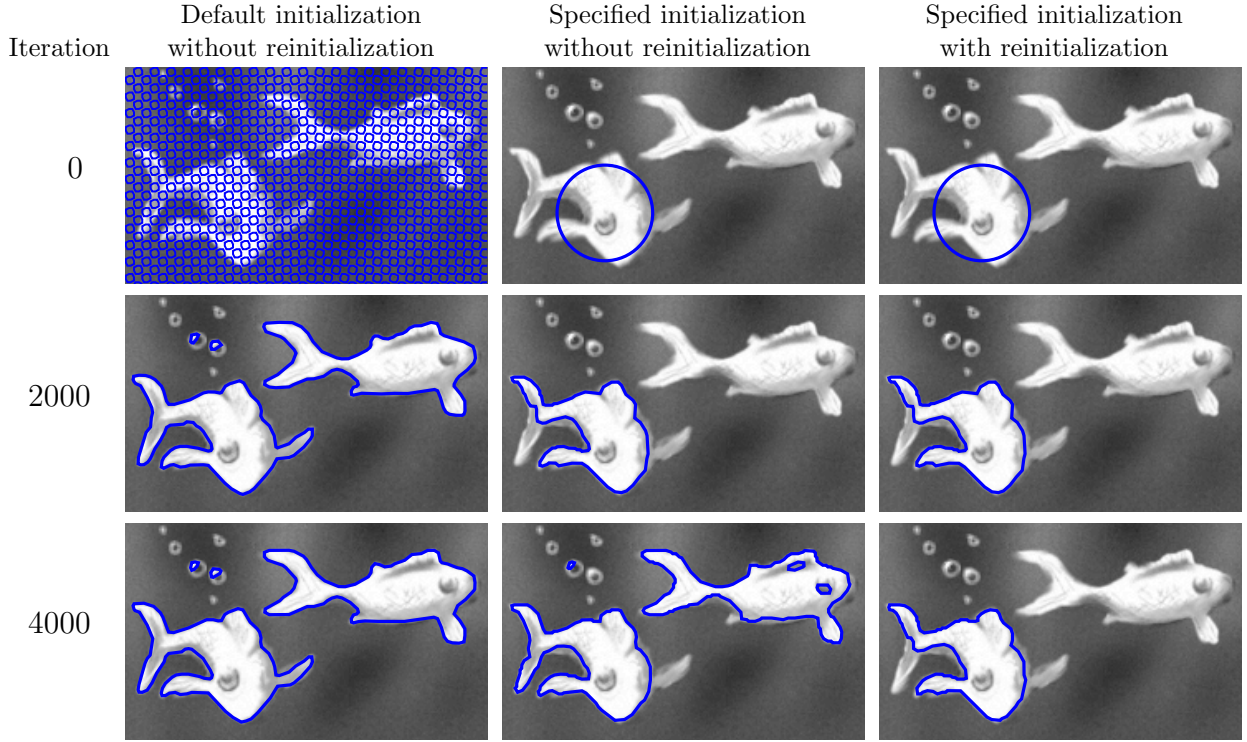 Iteration
Default initialization
without reinitialization
Specified initialization
without reinitialization
Specified initialization
with reinitialization
0
2000
4000